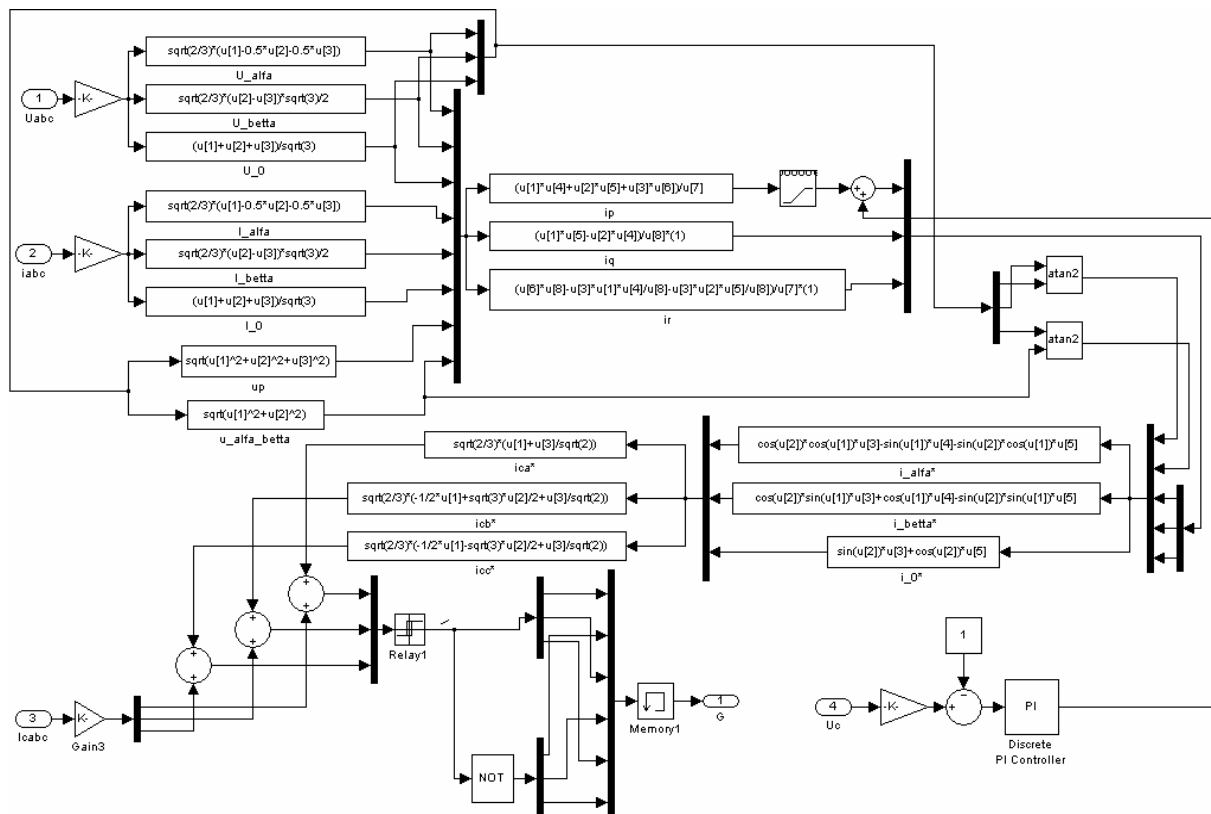 sqrt(2/3)*(u[1]-0.5*u[2]-0.5*u[3])
U_alfa
1
Uabc
-K-
sqrt(2/3)*(u[2]-u[3])*sqrt(3)/2
U_betta
(u[1]+u[2]+u[3])/sqrt(3)
U_0
sqrt(2/3)*(u[1]-0.5*u[2]-0.5*u[3])
I_alfa
2
iabc
-K-
sqrt(2/3)*(u[2]-u[3])*sqrt(3)/2
I_betta
(u[1]+u[2]+u[3])/sqrt(3)
I_0
sqrt(u[1]^2+u[2]^2+u[3]^2)
up
sqrt(u[1]^2+u[2]^2)
u_alfa_betta
(u[1]*u[4]+u[2]*u[5]+u[3]*u[6])/u[7]
ip
+
+
(u[1]*u[5]-u[2]*u[4])/u[8]*(1)
iq
(u[6]*u[8]-u[3]*u[1]*u[4]/u[8]-u[3]*u[2]*u[5]/u[8])/u[7]*(1)
ir
atan2
atan2
cos(u[2])*cos(u[1])*u[3]-sin(u[1])*u[4]-sin(u[2])*cos(u[1])*u[5]
i_alfa*
cos(u[2])*sin(u[1])*u[3]+cos(u[1])*u[4]-sin(u[2])*sin(u[1])*u[5]
i_betta*
sin(u[2])*u[3]+cos(u[2])*u[5]
i_0*
sqrt(2/3)*(u[1]+u[3]/sqrt(2))
ica*
sqrt(2/3)*(-1/2*u[1]+sqrt(3)*u[2]/2+u[3]/sqrt(2))
icb*
sqrt(2/3)*(-1/2*u[1]-sqrt(3)*u[2]/2+u[3]/sqrt(2))
icc*
+
+
+
+
+
+
Relay1
3
Icabc
K-
Gain3
NOT
Memory1
1
G
1
4
Uc
-K-
+
−
PI
Discrete
PI Controller